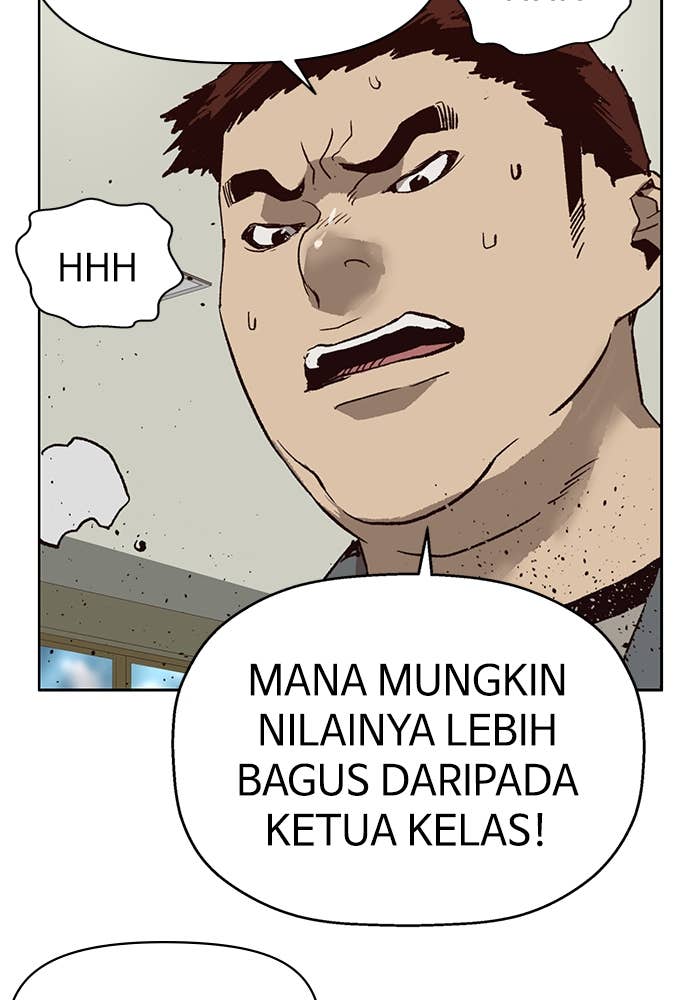 HHH
MANA MUNGKIN
NILAINYA LEBIH
BAGUS DARIPADA
KETUA KELAS!